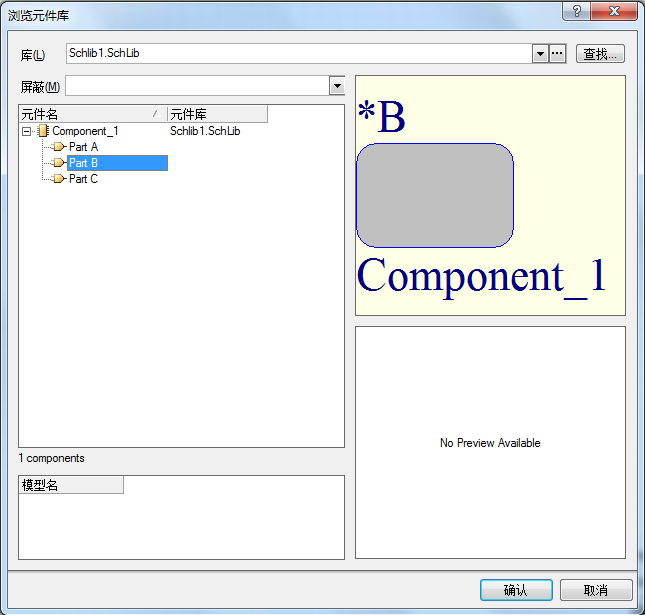 浏览元件库
?
库(L) Schlib1.SchLib ... 查找...
屏蔽(M)
元件名 / 元件库
Component_1 Schlib1.SchLib
Part A
Part B
Part C
*B
Component_1
1 components
No Preview Available
模型名
确认 取消